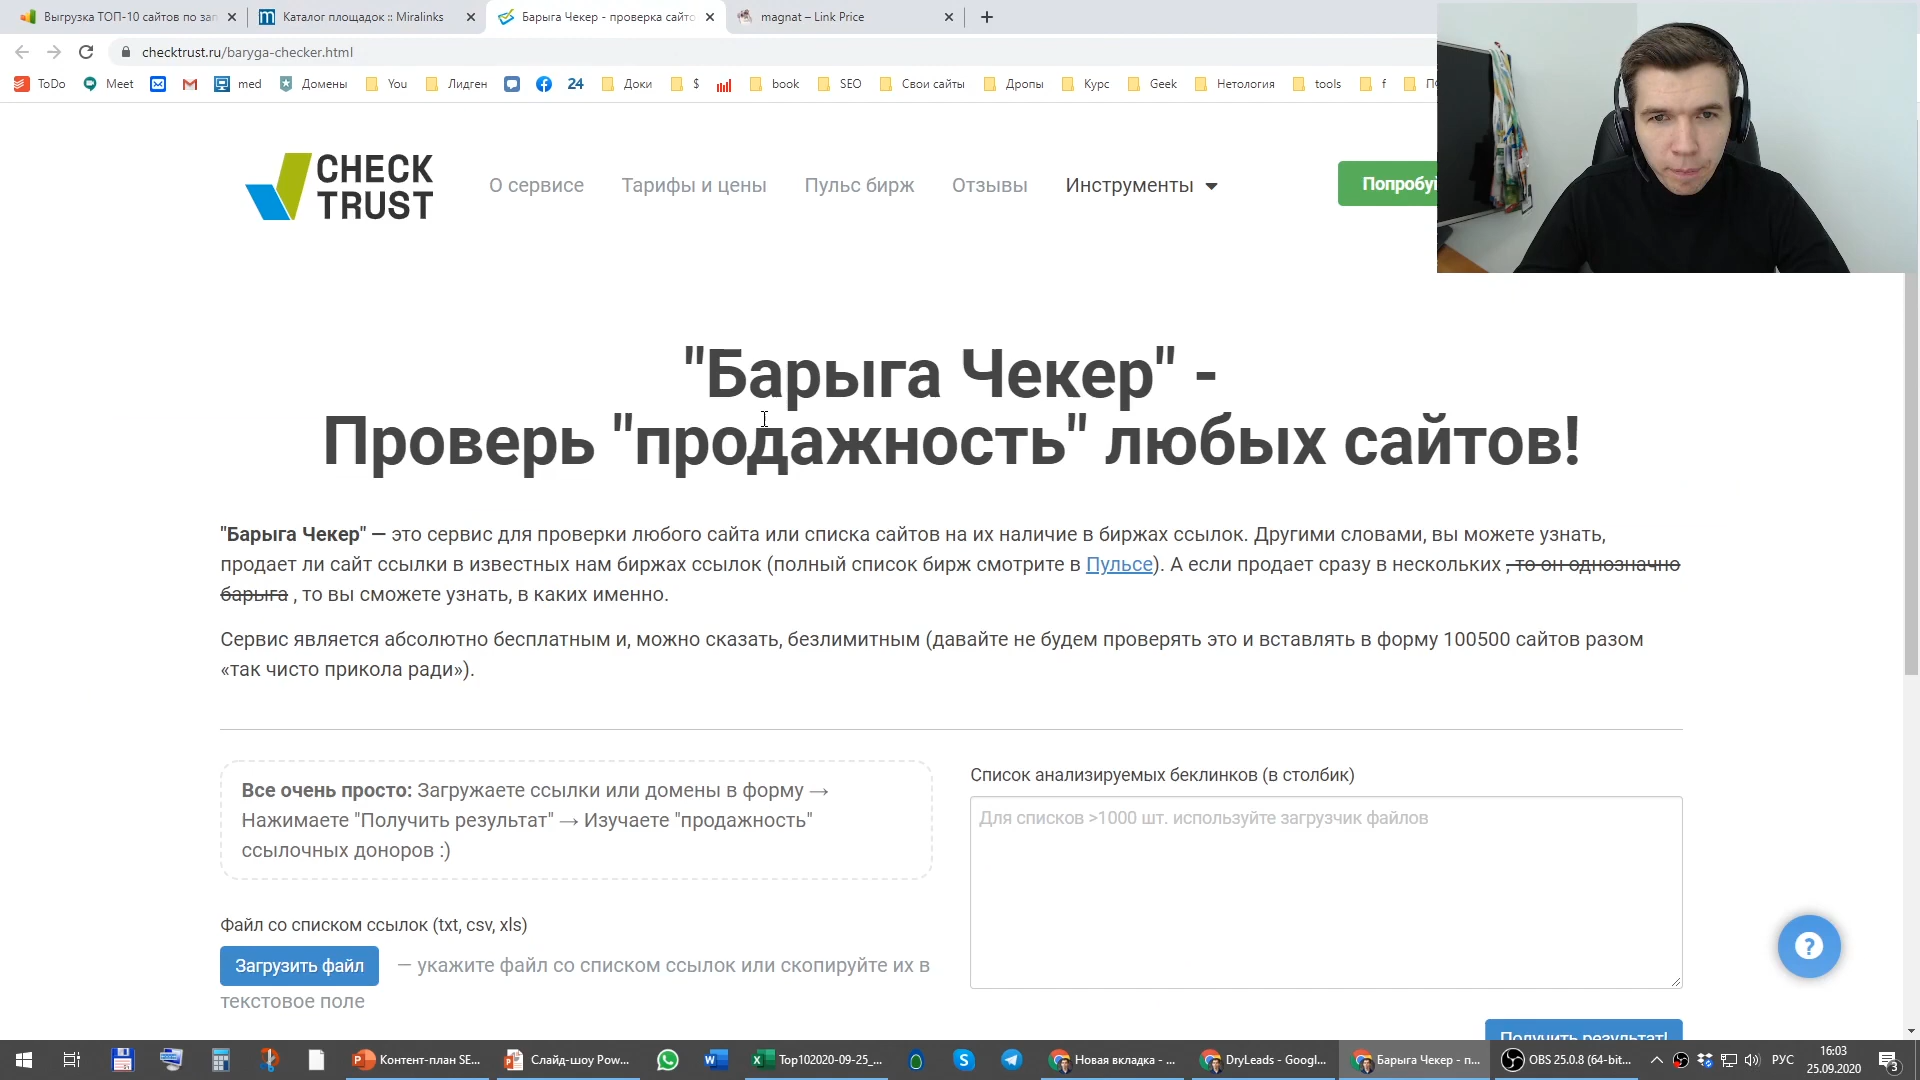 Выгрузка ТОП-10 сайтов по зап
Каталог площадок :: Miralinks
Барыга Чекер - проверка сайто
magnat – Link Price
checktrust.ru/baryga-checker.html
ToDo
Meet
med
Домены
You
Лидген
24
Доки
$
book
SEO
Свои сайты
Дропы
Курс
Geek
Нетология
tools
f
CHECK
TRUST
О сервисе
Тарифы и цены
Пульс бирж
Отзывы
Инструменты
Попробуй
"Барыга Чекер" -
Проверь "продажность" любых сайтов!
"Барыга Чекер" — это сервис для проверки любого сайта или списка сайтов на их наличие в биржах ссылок. Другими словами, вы можете узнать,
продает ли сайт ссылки в известных нам биржах ссылок (полный список бирж смотрите в Пульсе). А если продает сразу в нескольких , то он однозначно
барыга , то вы сможете узнать, в каких именно.
Сервис является абсолютно бесплатным и, можно сказать, безлимитным (давайте не будем проверять это и вставлять в форму 100500 сайтов разом
«так чисто прикола ради»).
Все очень просто: Загружаете ссылки или домены в форму →
Нажимаете "Получить результат" → Изучаете "продажность"
ссылочных доноров :)
Список анализируемых беклинков (в столбик)
Для списков >1000 шт. используйте загрузчик файлов
Файл со списком ссылок (txt, csv, xls)
Загрузить файл
— укажите файл со списком ссылок или скопируйте их в
текстовое поле
Получить результат!
Контент-план SE...
Слайд-шоу Pow...
Top102020-09-25_...
Новая вкладка - ...
DryLeads - Googl...
Барыга Чекер - п...
OBS 25.0.8 (64-bit...
РУС
16:03
25.09.2020
3